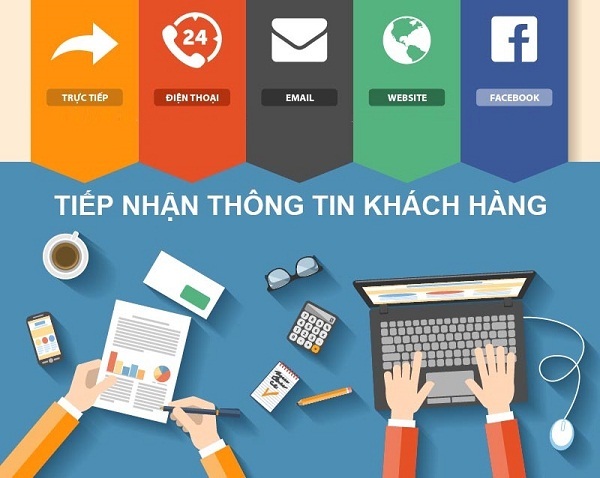 24
TRỰC TIẾP
ĐIỆN THOẠI
EMAIL
WEBSITE
FACEBOOK
TIẾP NHẬN THÔNG TIN KHÁCH HÀNG